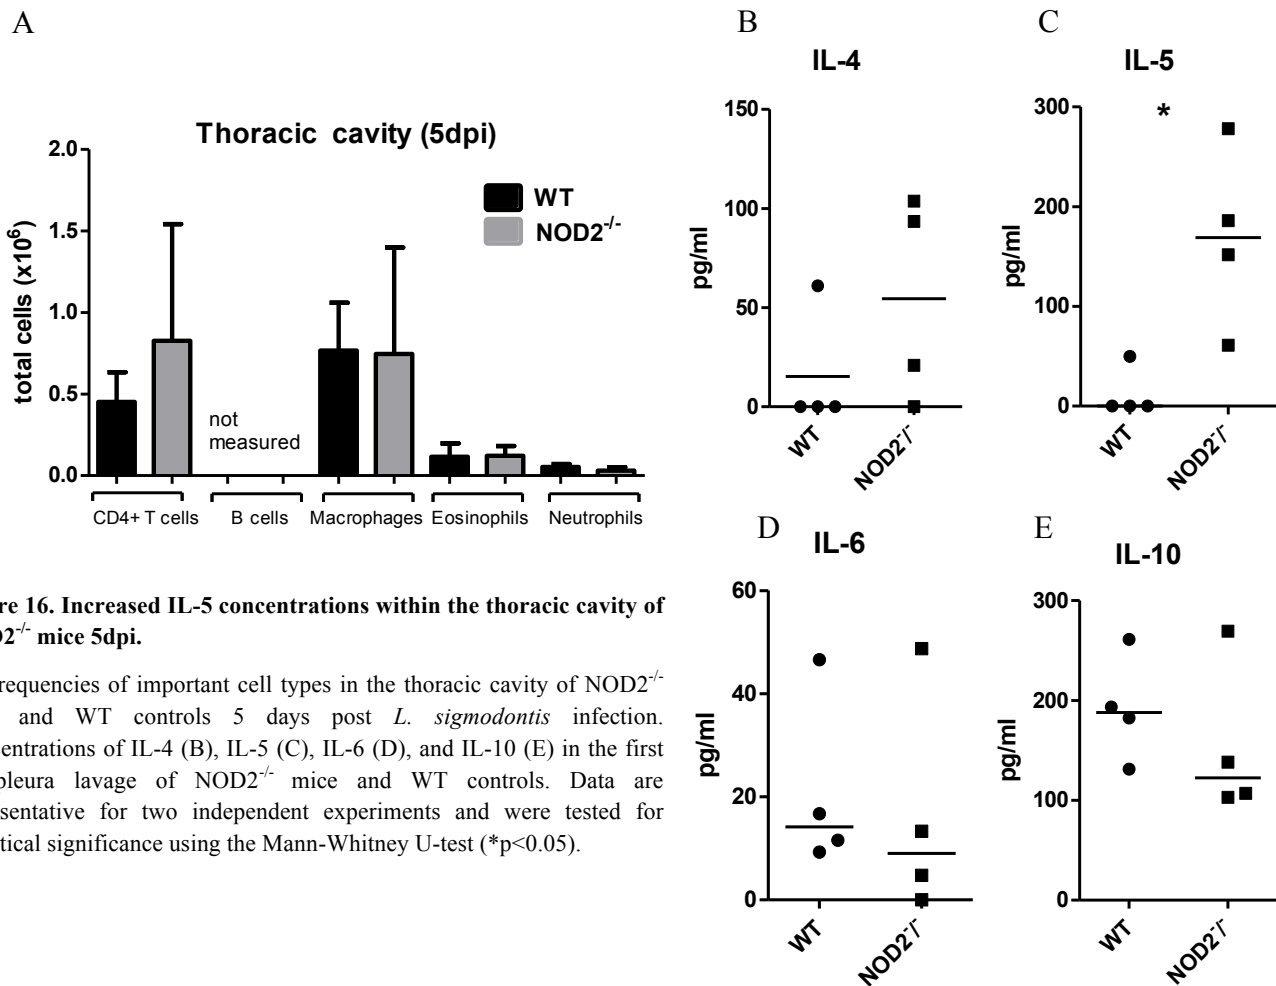 A
Thoracic cavity (5dpi)
total cells (x10⁶)
2.0
1.5
1.0
0.5
0.0
WT
NOD2⁻/⁻
not
measured
CD4+ T cells
B cells
Macrophages
Eosinophils
Neutrophils
B
IL-4
pg/ml
150
100
50
0
WT
NOD2⁻/⁻
C
IL-5
*
pg/ml
300
200
100
0
WT
NOD2⁻/⁻
D
IL-6
pg/ml
60
40
20
0
WT
NOD2⁻/⁻
E
IL-10
pg/ml
300
200
100
0
WT
NOD2⁻/⁻
re 16. Increased IL-5 concentrations within the thoracic cavity of
2⁻/⁻ mice 5dpi.
requencies of important cell types in the thoracic cavity of NOD2⁻/⁻
and WT controls 5 days post L. sigmodontis infection.
entrations of IL-4 (B), IL-5 (C), IL-6 (D), and IL-10 (E) in the first
pleura lavage of NOD2⁻/⁻ mice and WT controls. Data are
sentative for two independent experiments and were tested for
tical significance using the Mann-Whitney U-test (*p<0.05).